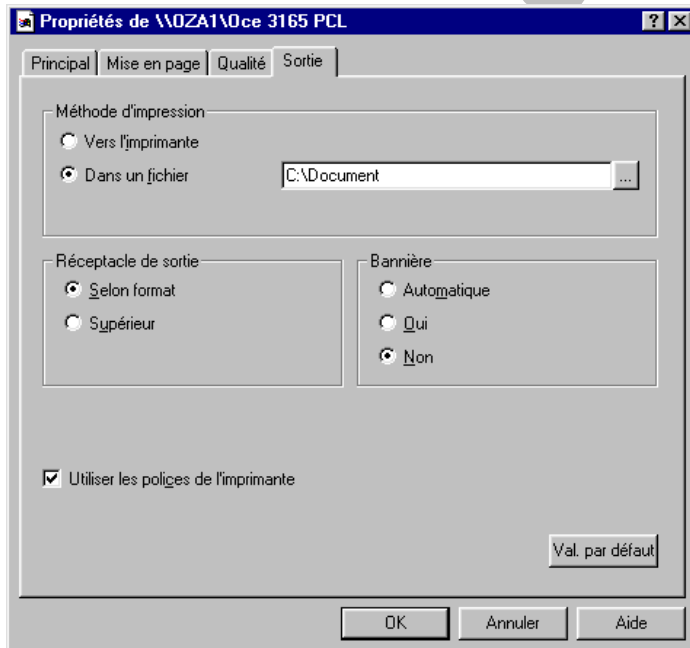 Propriétés de \\OZA1\Oce 3165 PCL
Principal Mise en page Qualité Sortie
Méthode d'impression
Vers l'imprimante
Dans un fichier C:\Document ...
Réceptacle de sortie Bannière
Selon format Automatique
Supérieur Oui
Non
Utiliser les polices de l'imprimante
Val. par défaut
OK Annuler Aide